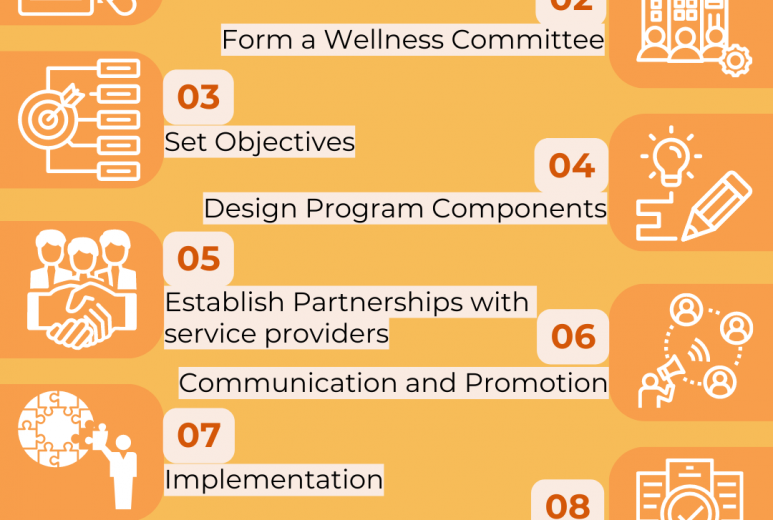 02
Form a Wellness Committee
03
Set Objectives
04
Design Program Components
05
Establish Partnerships with
service providers
06
Communication and Promotion
07
Implementation
08